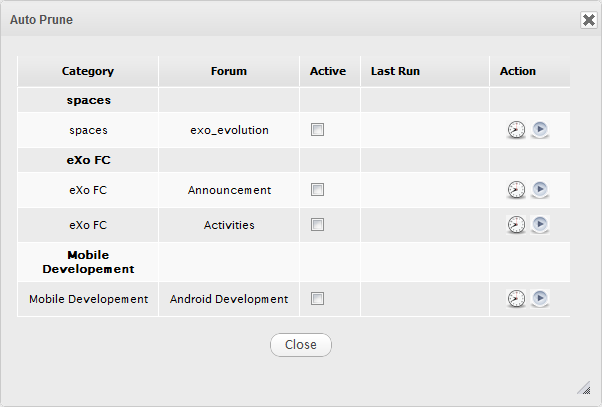 Auto Prune
Category Forum Active Last Run Action
spaces
spaces exo_evolution
eXo FC
eXo FC Announcement
eXo FC Activities
Mobile
Developement
Mobile Developement Android Development
Close